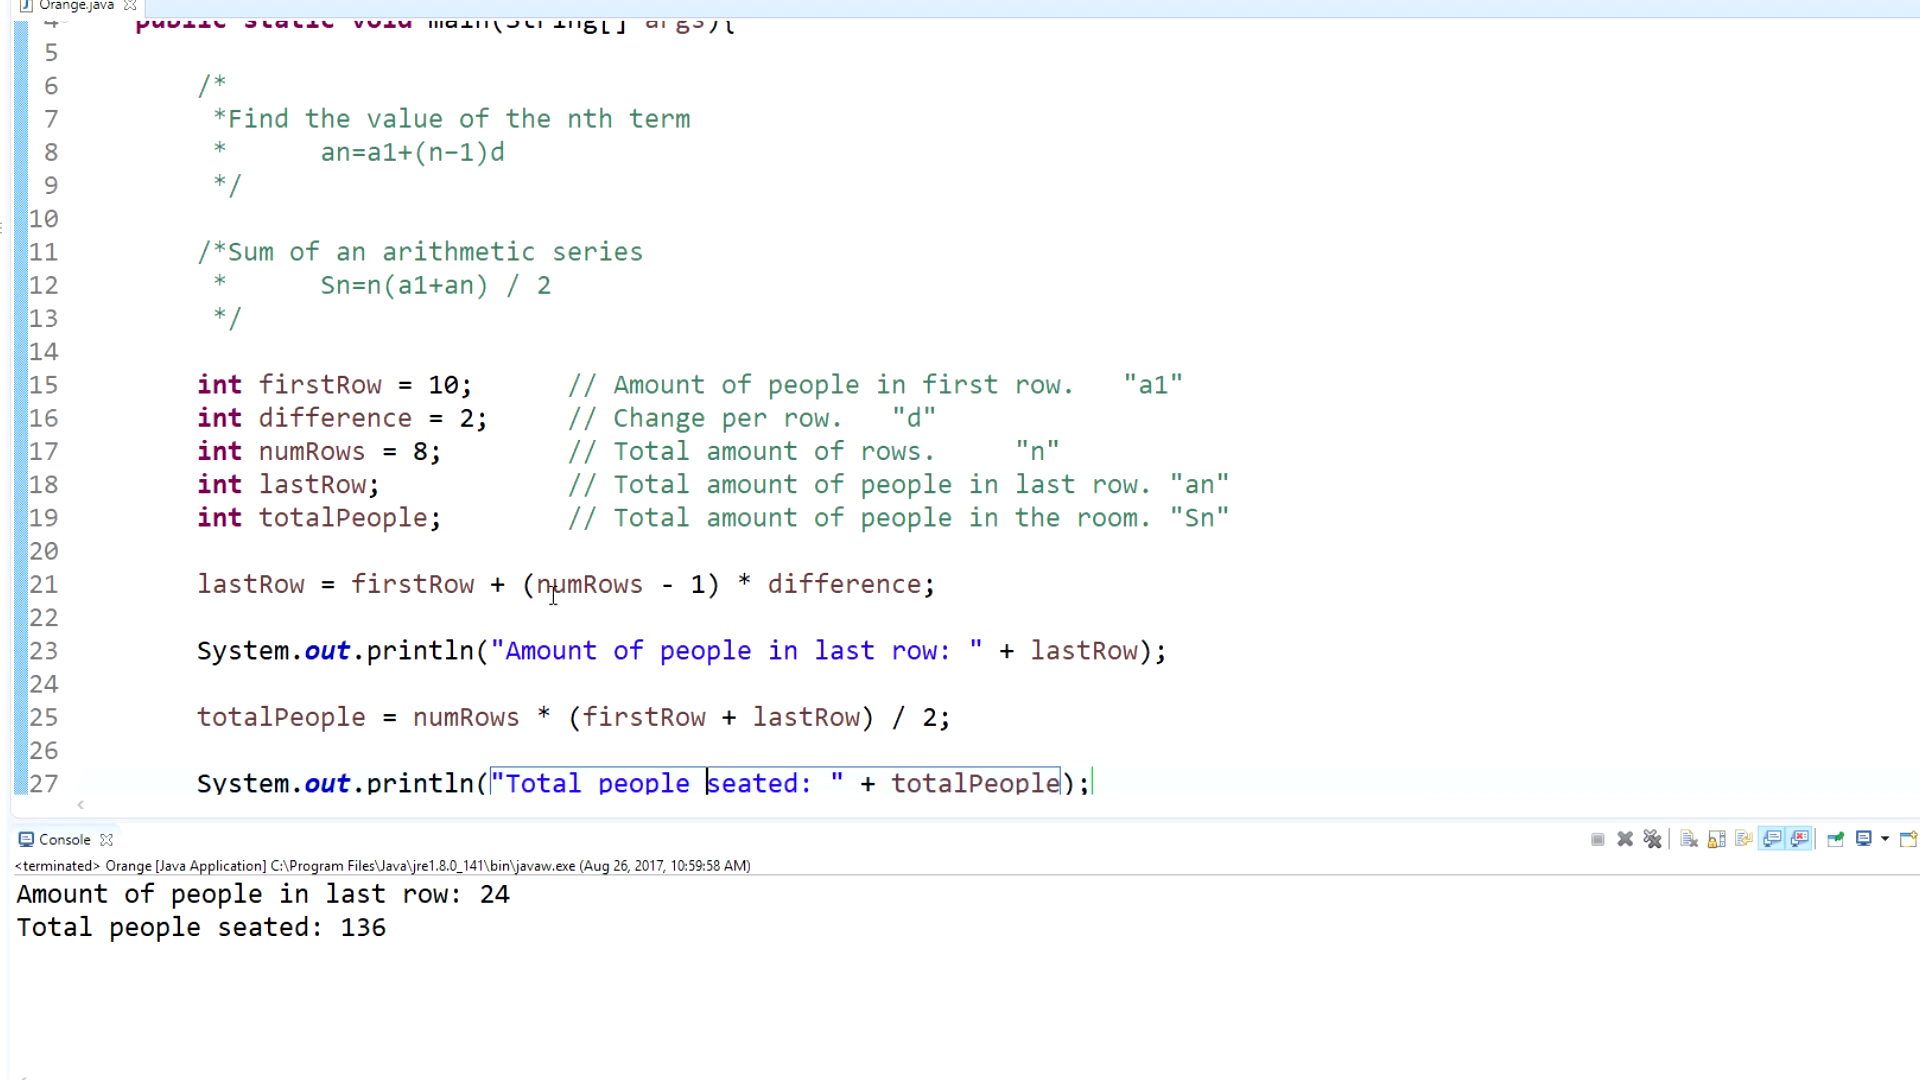 Orange.java
4 public static void main(String[] args){
5
6 /*
7 *Find the value of the nth term
8 * an=a1+(n-1)d
9 */
10
11 /*Sum of an arithmetic series
12 * Sn=n(a1+an) / 2
13 */
14
15 int firstRow = 10; // Amount of people in first row. "a1"
16 int difference = 2; // Change per row. "d"
17 int numRows = 8; // Total amount of rows. "n"
18 int lastRow; // Total amount of people in last row. "an"
19 int totalPeople; // Total amount of people in the room. "Sn"
20
21 lastRow = firstRow + (numRows - 1) * difference;
22
23 System.out.println("Amount of people in last row: " + lastRow);
24
25 totalPeople = numRows * (firstRow + lastRow) / 2;
26
27 System.out.println("Total people seated: " + totalPeople);
Console
<terminated> Orange [Java Application] C:\Program Files\Java\jre1.8.0_141\bin\javaw.exe (Aug 26, 2017, 10:59:58 AM)
Amount of people in last row: 24
Total people seated: 136